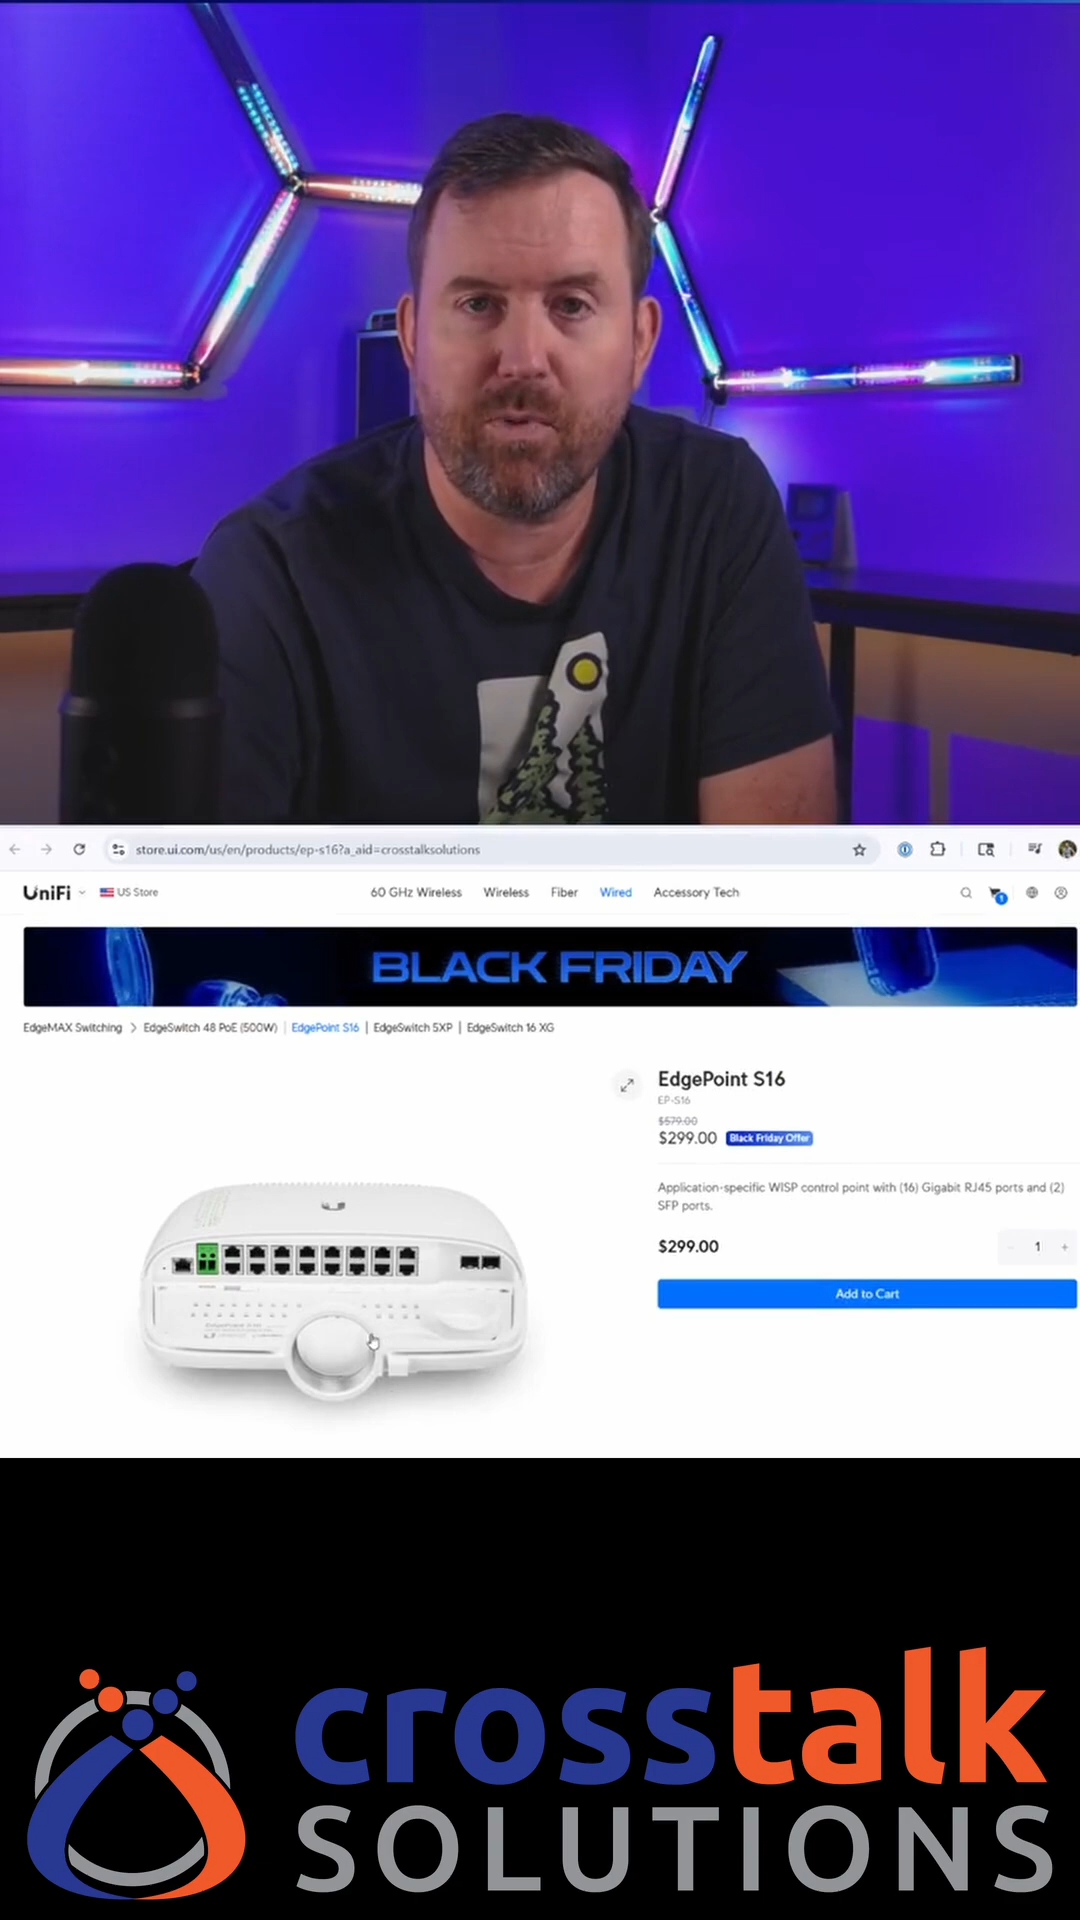 store.ui.com/us/en/products/ep-s16?a_aid=crosstalksolutions
UniFi
US Store
60 GHz Wireless
Wireless
Fiber
Wired
Accessory Tech
1
BLACK FRIDAY
EdgeMAX Switching > EdgeSwitch 48 PoE (500W) | EdgePoint S16 | EdgeSwitch 5XP | EdgeSwitch 16 XG
EdgePoint S16
EP-S16
$579.00
$299.00 Black Friday Offer
Application-specific WISP control point with (16) Gigabit RJ45 ports and (2)
SFP ports.
$299.00
- 1 +
Add to Cart
EdgePoint S16
crosstalk
SOLUTIONS